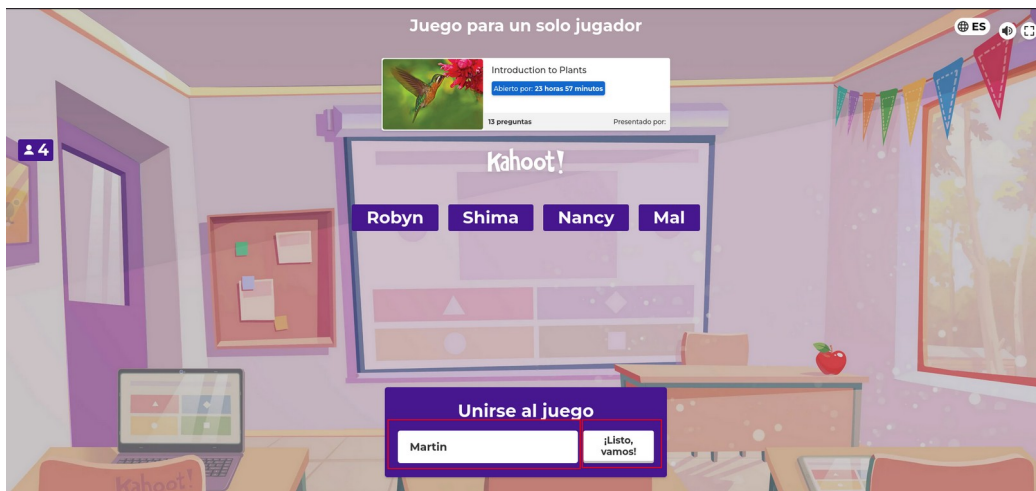 Juego para un solo jugador
ES
Introduction to Plants
Abierto por: 23 horas 57 minutos
13 preguntas Presentado por:
4
Kahoot!
Robyn Shima Nancy Mal
Unirse al juego
Martin
¡Listo,
vamos!
Kahoot!